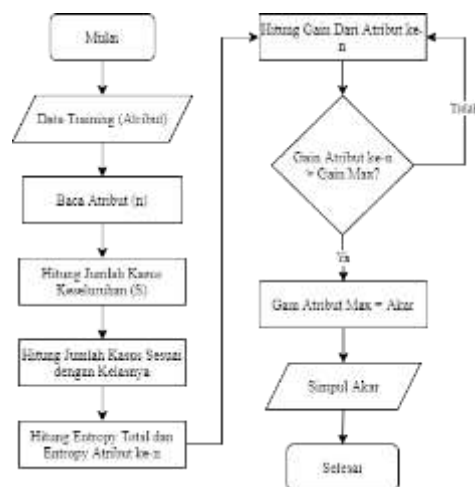 Mulai
Data Training (Atribut)
Baca Atribut (n)
Hitung Jumlah Kasus
Keseluruhan (S)
Hitung Jumlah Kasus Sesuai
dengan Kelasnya
Hitung Entropy Total dan
Entropy Atribut ke-n
Hitung Gain Dari Atribut ke-
n
Gain Atribut ke-n
Gain Max?
Tidak
Ya
Gain Atribut Max = Akar
Simpul Akar
Selesai